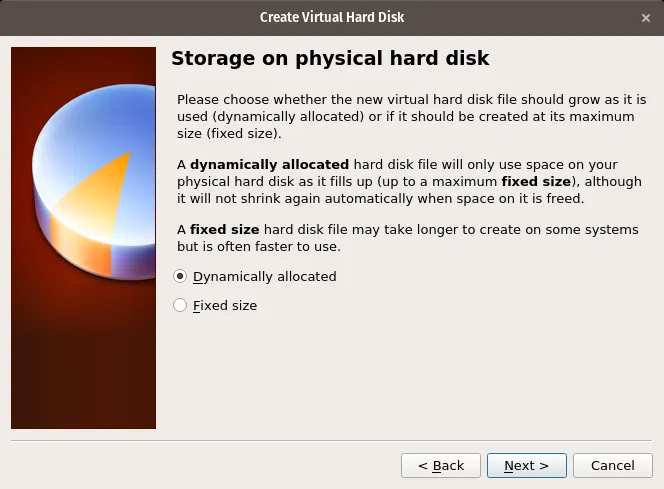 Create Virtual Hard Disk
×
Storage on physical hard disk
Please choose whether the new virtual hard disk file should grow as it is
used (dynamically allocated) or if it should be created at its maximum
size (fixed size).
A dynamically allocated hard disk file will only use space on your
physical hard disk as it fills up (up to a maximum fixed size), although
it will not shrink again automatically when space on it is freed.
A fixed size hard disk file may take longer to create on some systems
but is often faster to use.
Dynamically allocated
Fixed size
< Back
Next >
Cancel